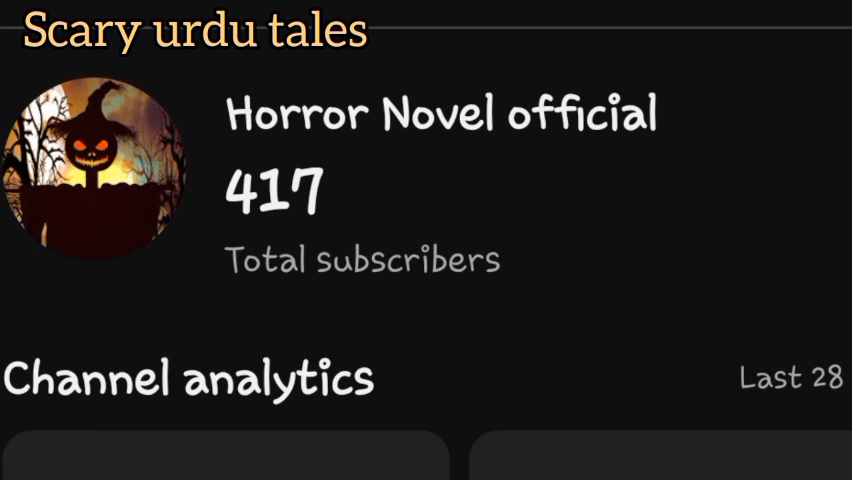 Scary urdu tales
Horror Novel official
417
Total subscribers
Channel analytics
Last 28